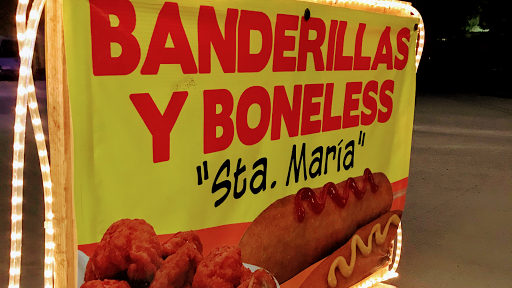 BANDERILLAS
Y BONELESS
"Sta. María"